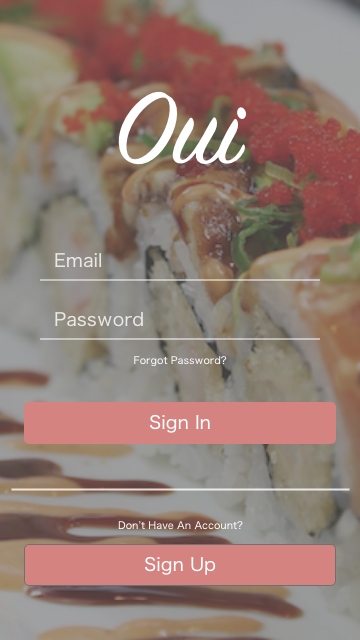 Oui
Email
Password
Forgot Password?
Sign In
Don't Have An Account?
Sign Up